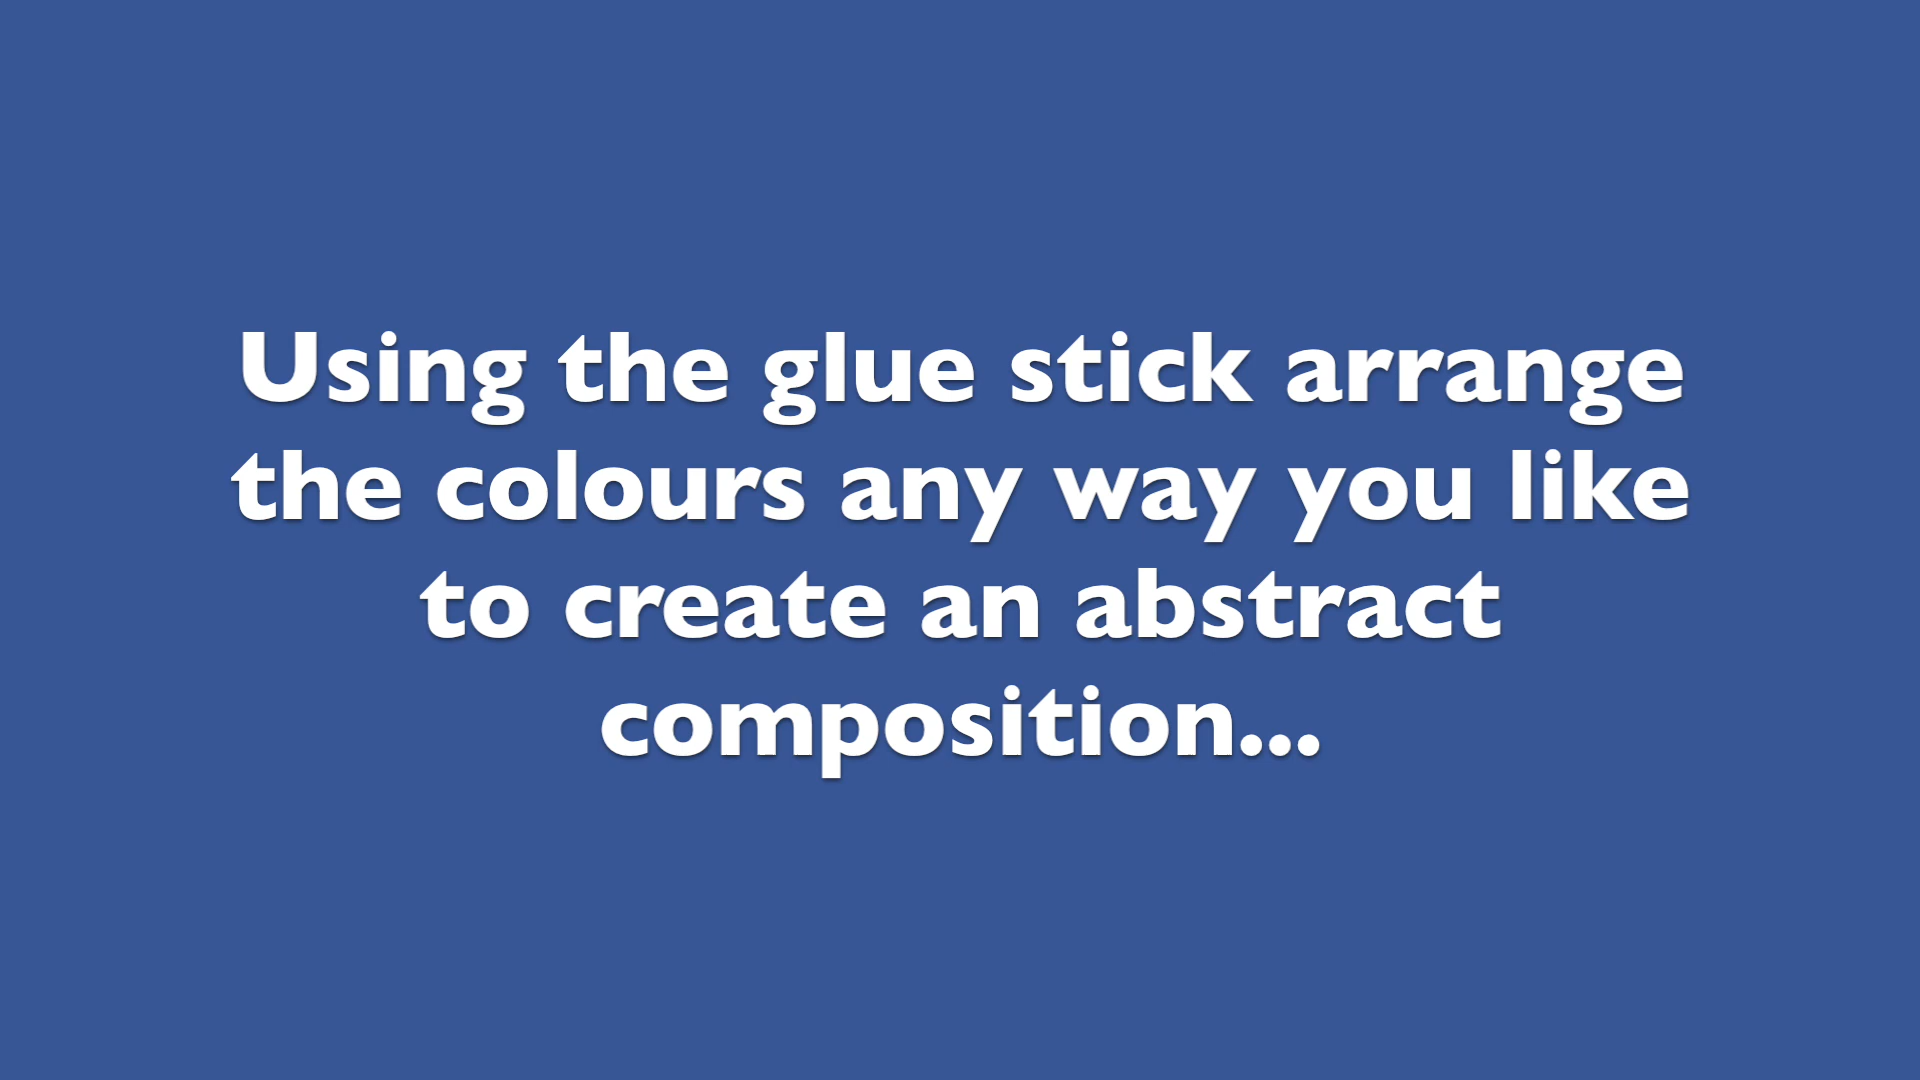 Using the glue stick arrange
the colours any way you like
to create an abstract
composition...